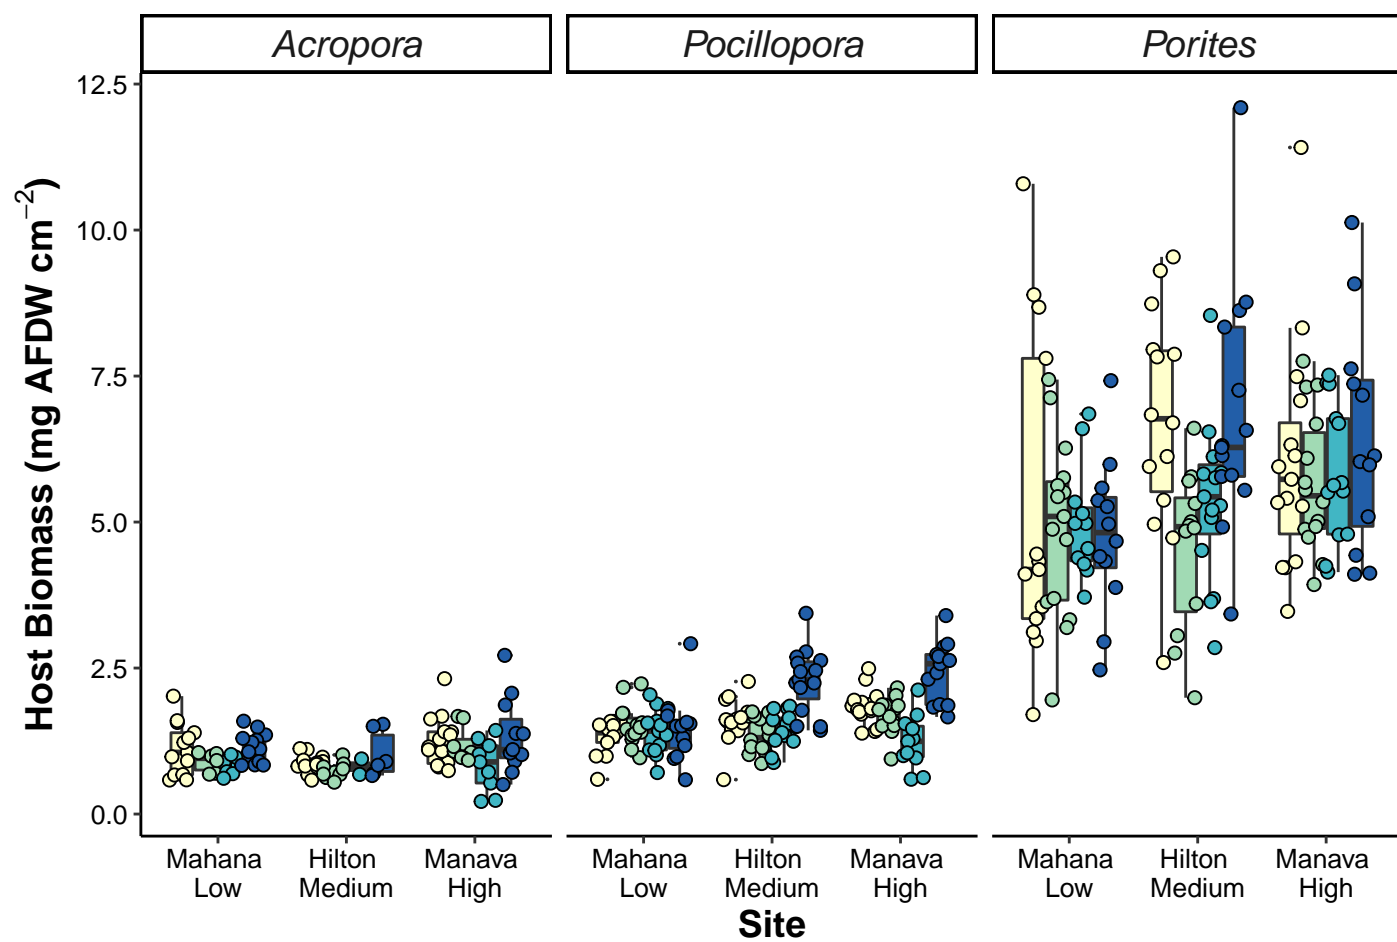 Acropora
Pocillopora
Porites
Host Biomass (mg AFDW cm⁻²)
12.5
10.0
7.5
5.0
2.5
0.0
Mahana
Low
Hilton
Medium
Manava
High
Mahana
Low
Hilton
Medium
Manava
High
Mahana
Low
Hilton
Medium
Manava
High
Site